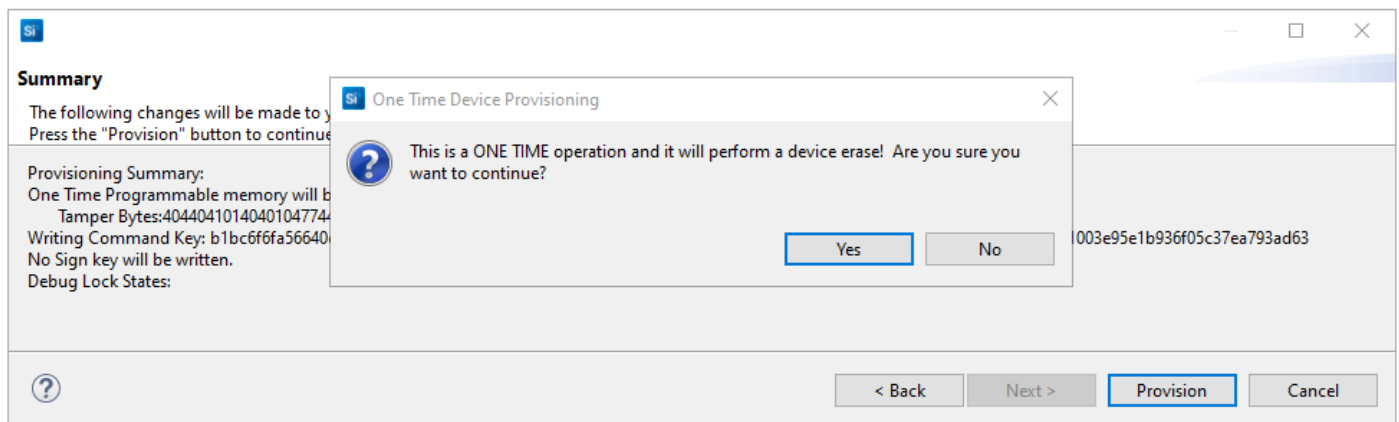 Si
Summary
The following changes will be made to y
Press the "Provision" button to continue
Si One Time Device Provisioning
This is a ONE TIME operation and it will perform a device erase! Are you sure you
want to continue?
Yes No
Provisioning Summary:
One Time Programmable memory will b
Tamper Bytes:4044041014040104774
Writing Command Key: b1bc6f6fa56640 003e95e1b936f05c37ea793ad63
No Sign key will be written.
Debug Lock States:
? < Back Next > Provision Cancel